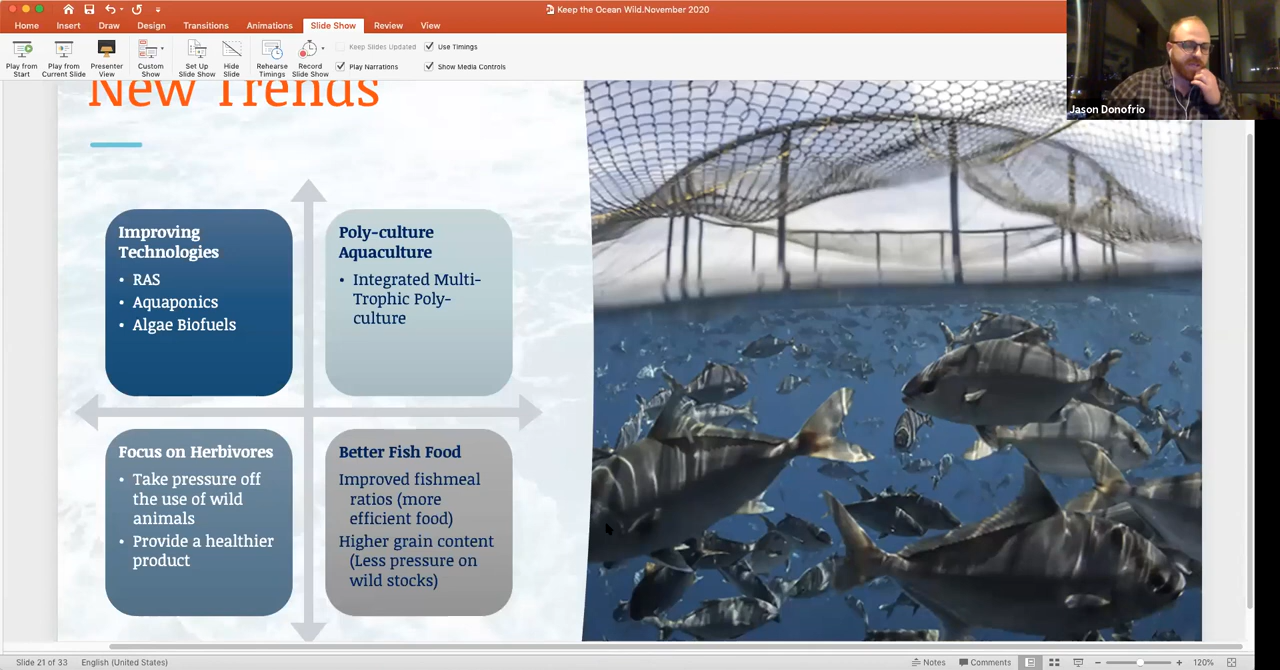 Keep the Ocean Wild.November 2020
Home Insert Draw Design Transitions Animations Slide Show Review View
Play from Start
Play from Current Slide
Presenter View
Custom Show
Set Up Slide Show
Hide Slide
Rehearse Timings
Record Slide Show
Keep Slides Updated
Use Timings
Play Narrations
Show Media Controls
Jason Donofrio
New Trends
Improving
Technologies
• RAS
• Aquaponics
• Algae Biofuels
Poly-culture
Aquaculture
• Integrated Multi-
Trophic Poly-
culture
Focus on Herbivores
• Take pressure off
the use of wild
animals
• Provide a healthier
product
Better Fish Food
Improved fishmeal
ratios (more
efficient food)
Higher grain content
(Less pressure on
wild stocks)
Slide 21 of 33 English (United States) Notes Comments 120%